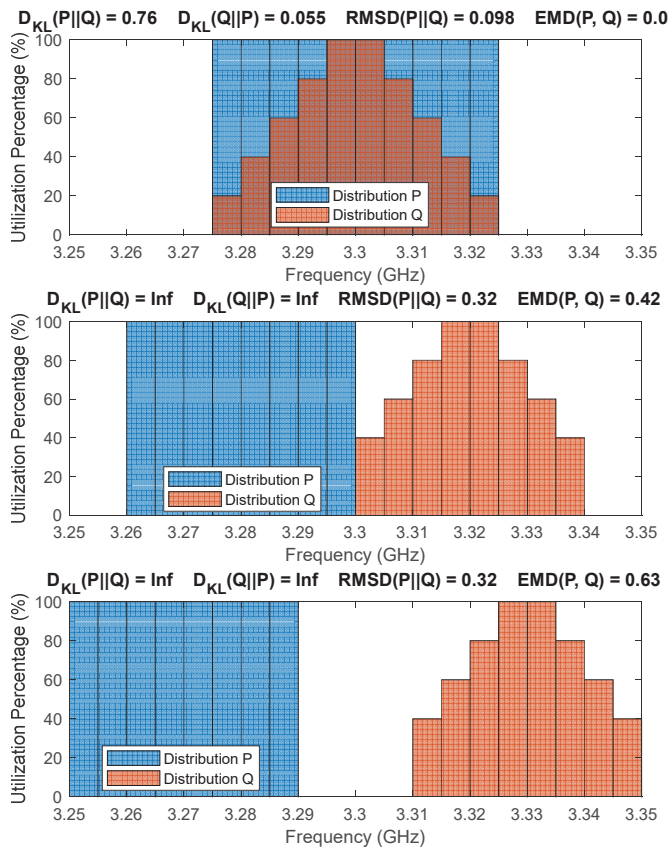 D_KL(P||Q) = 0.76 D_KL(Q||P) = 0.055 RMSD(P||Q) = 0.098 EMD(P, Q) = 0.0
Utilization Percentage (%)
100
80
60
40
20
0
Distribution P
Distribution Q
3.25 3.26 3.27 3.28 3.29 3.3 3.31 3.32 3.33 3.34 3.35
Frequency (GHz)
D_KL(P||Q) = Inf D_KL(Q||P) = Inf RMSD(P||Q) = 0.32 EMD(P, Q) = 0.42
Utilization Percentage (%)
100
80
60
40
20
0
Distribution P
Distribution Q
3.25 3.26 3.27 3.28 3.29 3.3 3.31 3.32 3.33 3.34 3.35
Frequency (GHz)
D_KL(P||Q) = Inf D_KL(Q||P) = Inf RMSD(P||Q) = 0.32 EMD(P, Q) = 0.63
Utilization Percentage (%)
100
80
60
40
20
0
Distribution P
Distribution Q
3.25 3.26 3.27 3.28 3.29 3.3 3.31 3.32 3.33 3.34 3.35
Frequency (GHz)